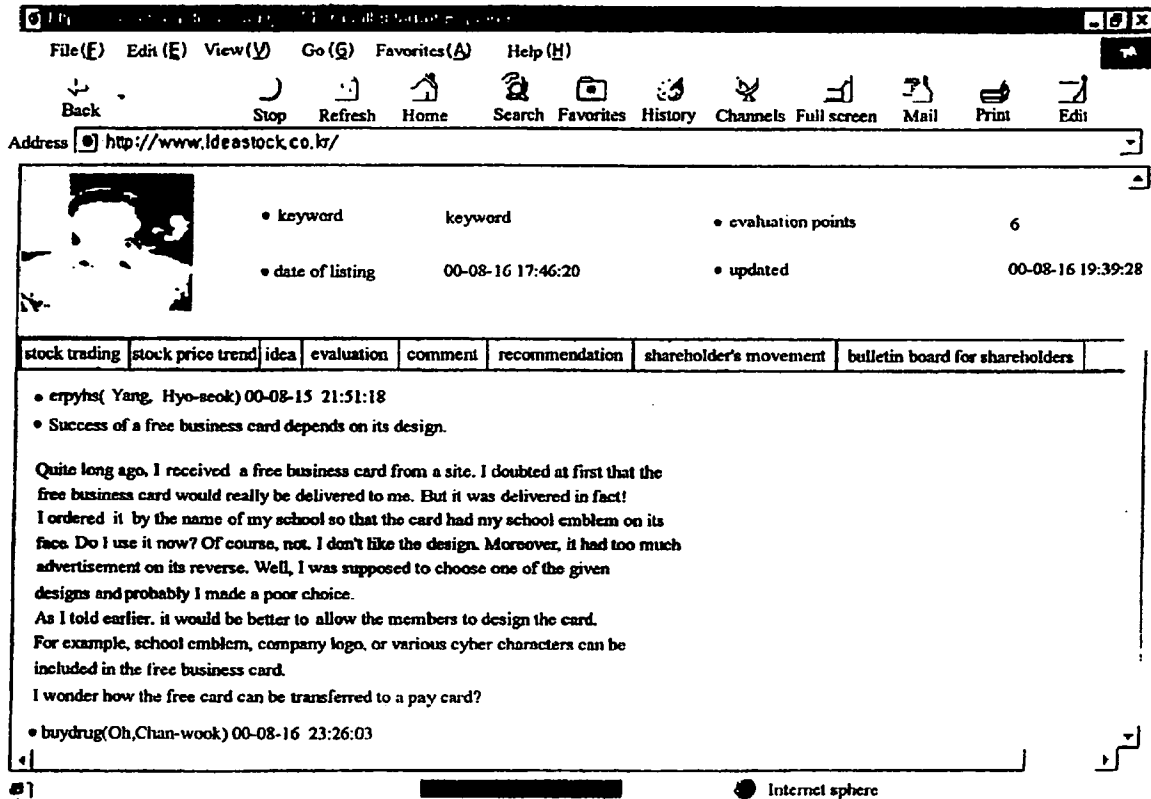 File(F) Edit (E) View(V) Go (G) Favorites(A) Help (H)
Back Stop Refresh Home Search Favorites History Channels Full screen Mail Print Edit
Address http://www.ideastock.co.kr/
• keyword keyword • evaluation points 6
• date of listing 00-08-16 17:46:20 • updated 00-08-16 19:39:28
stock trading stock price trend idea evaluation comment recommendation shareholder's movement bulletin board for shareholders
• erpyhs( Yang, Hyo-seok) 00-08-15 21:51:18
• Success of a free business card depends on its design.
Quite long ago, I received a free business card from a site. I doubted at first that the
free business card would really be delivered to me. But it was delivered in fact!
I ordered it by the name of my school so that the card had my school emblem on its
face. Do I use it now? Of course, not. I don't like the design. Moreover, it had too much
advertisement on its reverse. Well, I was supposed to choose one of the given
designs and probably I made a poor choice.
As I told earlier. it would be better to allow the members to design the card.
For example, school emblem, company logo, or various cyber characters can be
included in the free business card.
I wonder how the free card can be transferred to a pay card?
• buydrug(Oh,Chan-wook) 00-08-16 23:26:03
Internet sphere